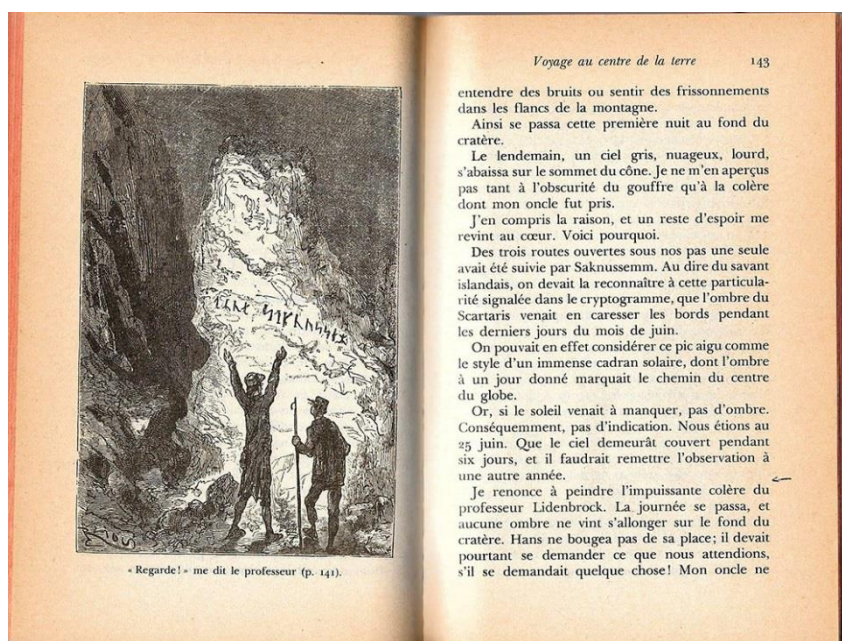 « Regarde! » me dit le professeur (p. 141).
Voyage au centre de la terre 143
entendre des bruits ou sentir des frissonnements
dans les flancs de la montagne.
Ainsi se passa cette première nuit au fond du
cratère.
Le lendemain, un ciel gris, nuageux, lourd,
s'abaissa sur le sommet du cône. Je ne m'en aperçus
pas tant à l'obscurité du gouffre qu'à la colère
dont mon oncle fut pris.
J'en compris la raison, et un reste d'espoir me
revint au cœur. Voici pourquoi.
Des trois routes ouvertes sous nos pas une seule
avait été suivie par Saknussemm. Au dire du savant
islandais, on devait la reconnaître à cette particula-
rité signalée dans le cryptogramme, que l'ombre du
Scartaris venait en caresser les bords pendant
les derniers jours du mois de juin.
On pouvait en effet considérer ce pic aigu comme
le style d'un immense cadran solaire, dont l'ombre
à un jour donné marquait le chemin du centre
du globe.
Or, si le soleil venait à manquer, pas d'ombre.
Conséquemment, pas d'indication. Nous étions au
25 juin. Que le ciel demeurât couvert pendant
six jours, et il faudrait remettre l'observation à
une autre année.
Je renonce à peindre l'impuissante colère du
professeur Lidenbrock. La journée se passa, et
aucune ombre ne vint s'allonger sur le fond du
cratère. Hans ne bougea pas de sa place; il devait
pourtant se demander ce que nous attendions,
s'il se demandait quelque chose! Mon oncle ne